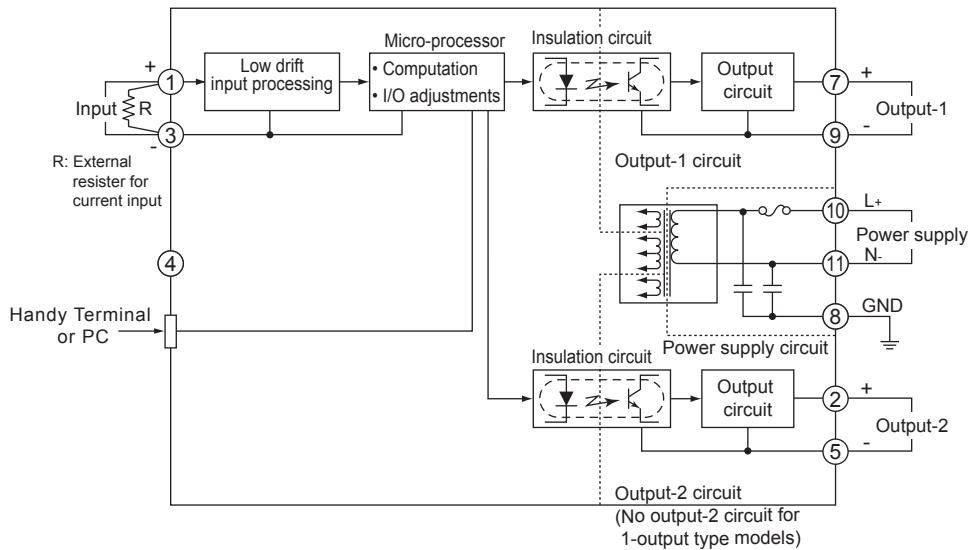 Micro-processor
Insulation circuit
+
1
Low drift
input processing
• Computation
• I/O adjustments
Output
circuit
7
+
Input
R
Output-1
3
-
9
-
R: External
resister for
current input
Output-1 circuit
10
L+
Power supply
4
11
N-
8
GND
Handy Terminal
or PC
Power supply circuit
Insulation circuit
Output
circuit
2
+
Output-2
5
-
Output-2 circuit
(No output-2 circuit for
1-output type models)